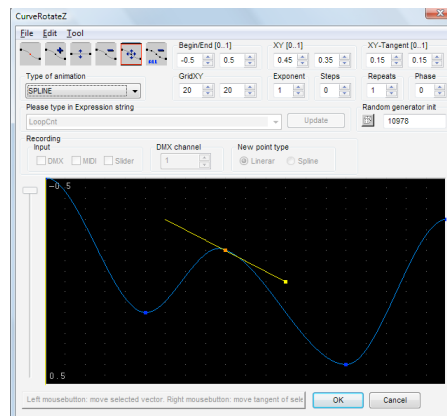 CurveRotateZ
File Edit Tool
Begin/End [0..1] XY [0..1] XY-Tangent [0..1]
-0.5 0.5 0.45 0.35 0.15 0.15
Type of animation GridXY Exponent Steps Repeats Phase
SPLINE 20 20 1 0 1 0
Please type in Expression string Random generator init
LoopCnt Update 10978
Recording
Input DMX channel New point type
DMX MIDI Slider 1 Linerar Spline
-0.5
0.5
Left mousebutton: move selected vector. Right mousebutton: move tangent of sele OK Cancel